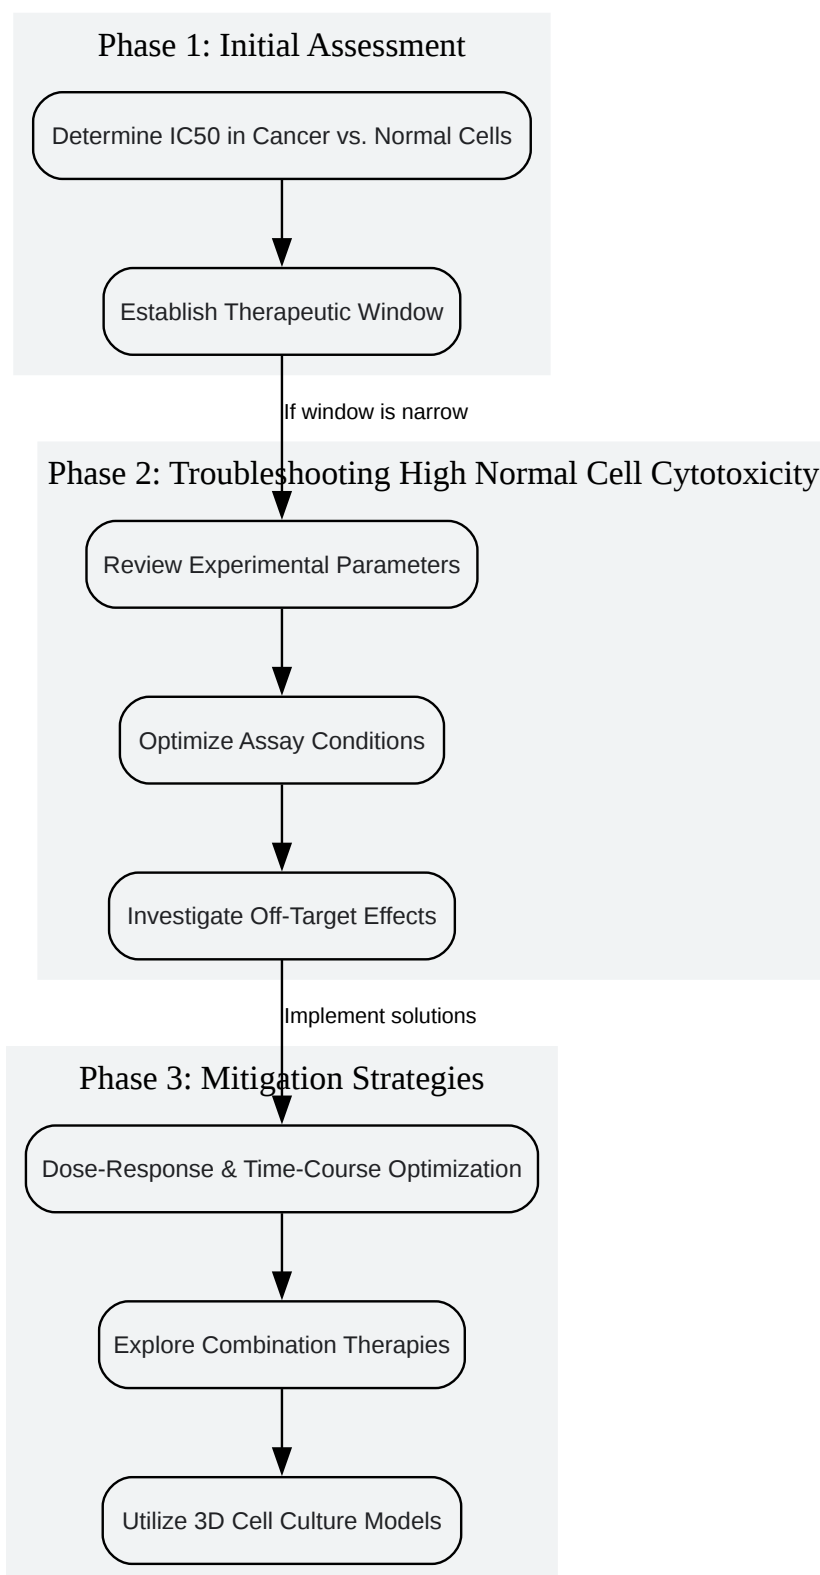 Phase 1: Initial Assessment
Determine IC50 in Cancer vs. Normal Cells
Establish Therapeutic Window
If window is narrow
Phase 2: Troubleshooting High Normal Cell Cytotoxicity
Review Experimental Parameters
Optimize Assay Conditions
Investigate Off-Target Effects
Implement solutions
Phase 3: Mitigation Strategies
Dose-Response & Time-Course Optimization
Explore Combination Therapies
Utilize 3D Cell Culture Models